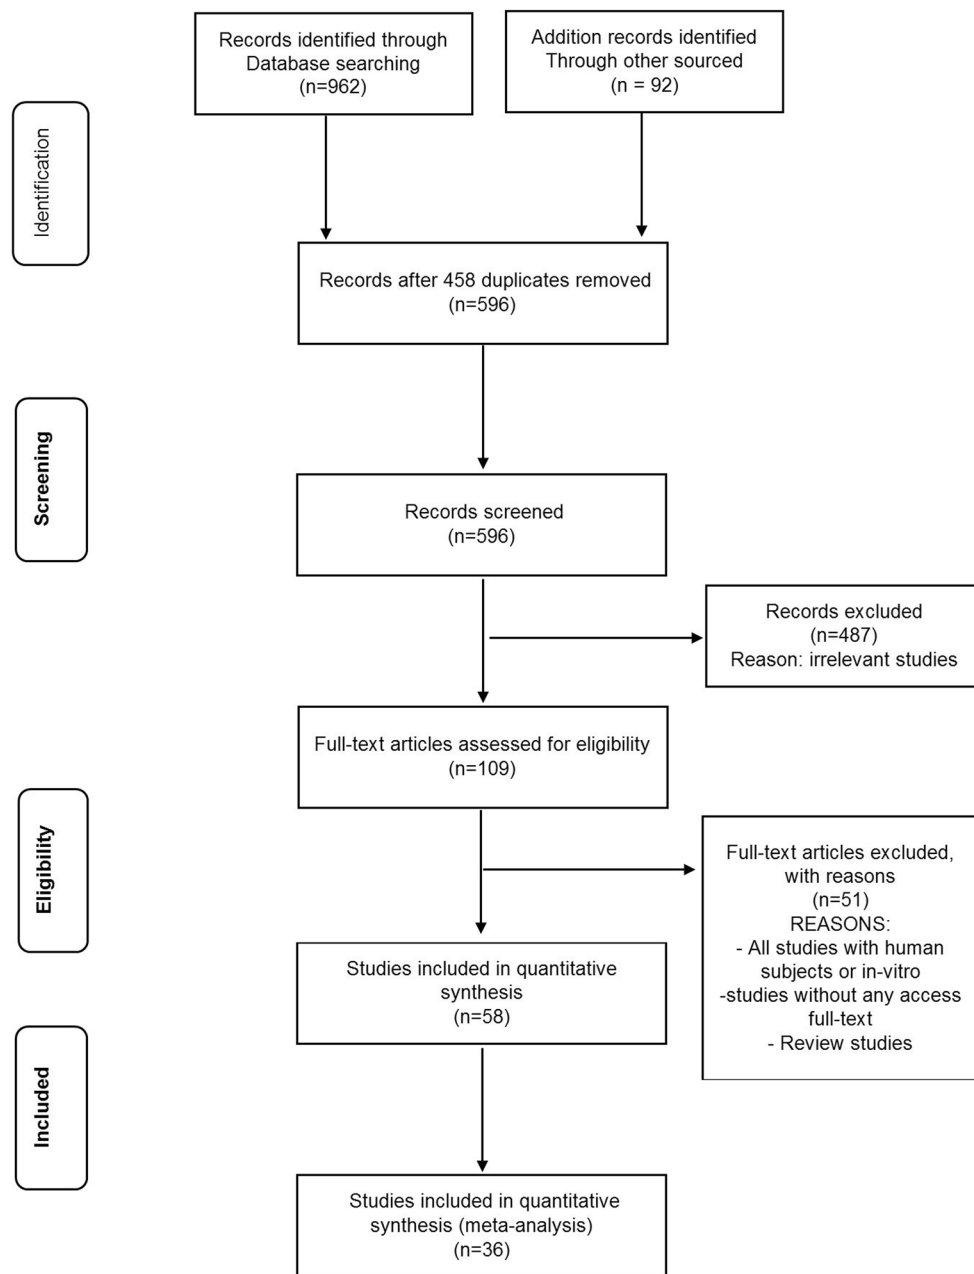 Records identified through
Database searching
(n=962)
Addition records identified
Through other sourced
(n = 92)
Identification
Records after 458 duplicates removed
(n=596)
Screening
Records screened
(n=596)
Records excluded
(n=487)
Reason: irrelevant studies
Full-text articles assessed for eligibility
(n=109)
Eligibility
Full-text articles excluded,
with reasons
(n=51)
REASONS:
- All studies with human
subjects or in-vitro
-studies without any access
full-text
- Review studies
Studies included in quantitative
synthesis
(n=58)
Included
Studies included in quantitative
synthesis (meta-analysis)
(n=36)